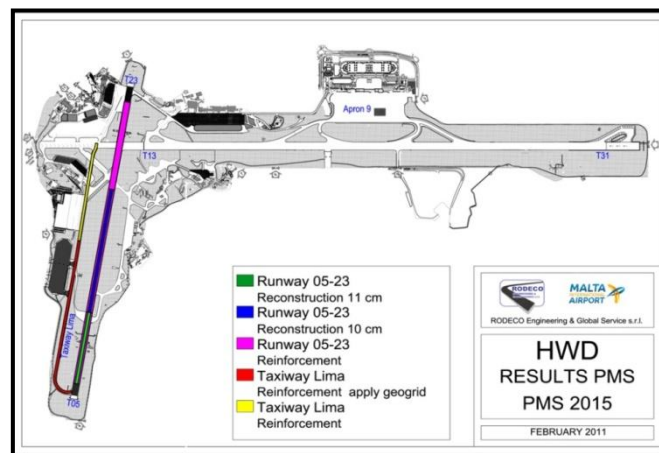 T23
Apron 9
T13
T31
Taxiway Lima
T05
Runway 05-23
Reconstruction 11 cm
Runway 05-23
Reconstruction 10 cm
Runway 05-23
Reinforcement
Taxiway Lima
Reinforcement apply geogrid
Taxiway Lima
Reinforcement
RODECO
MALTA
INTERNATIONAL
AIRPORT
RODECO Engineering & Global Service s.r.l.
HWD
RESULTS PMS
PMS 2015
FEBRUARY 2011